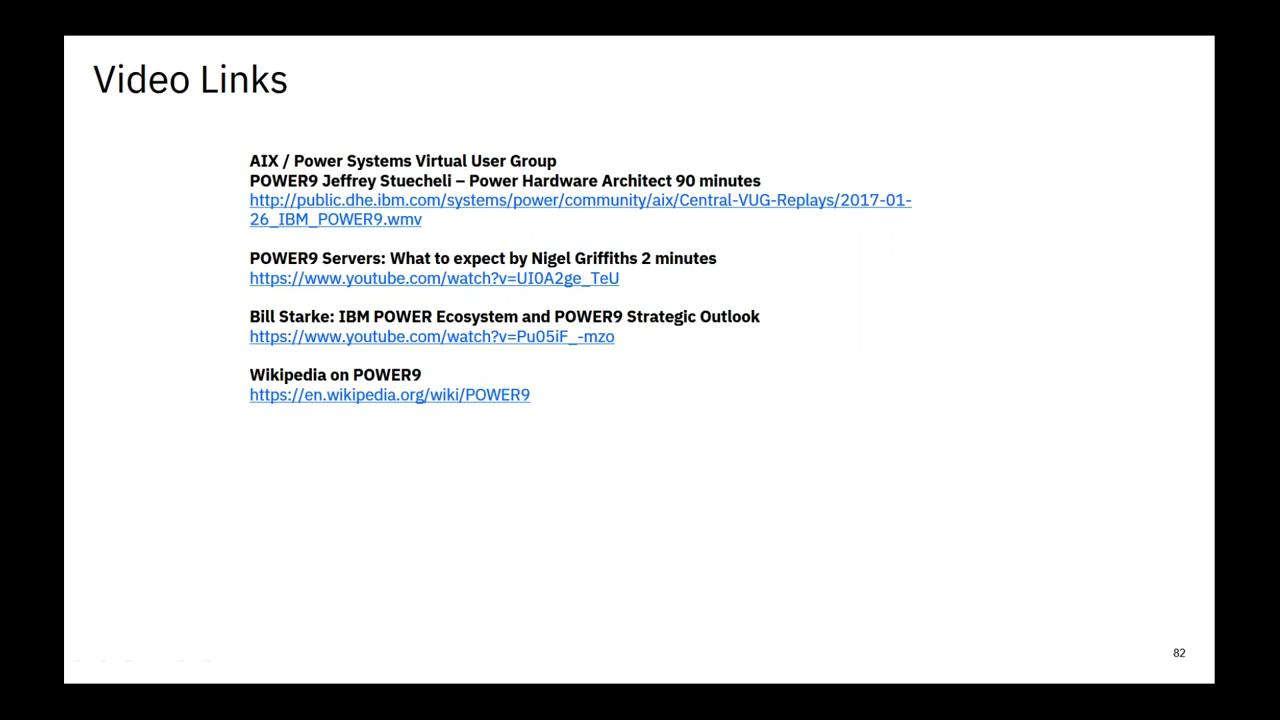 Video Links
AIX / Power Systems Virtual User Group
POWER9 Jeffrey Stuecheli – Power Hardware Architect 90 minutes
http://public.dhe.ibm.com/systems/power/community/aix/Central-VUG-Replays/2017-01-
26_IBM_POWER9.wmv
POWER9 Servers: What to expect by Nigel Griffiths 2 minutes
https://www.youtube.com/watch?v=UI0A2ge_TeU
Bill Starke: IBM POWER Ecosystem and POWER9 Strategic Outlook
https://www.youtube.com/watch?v=Pu05iF_-mzo
Wikipedia on POWER9
https://en.wikipedia.org/wiki/POWER9
82